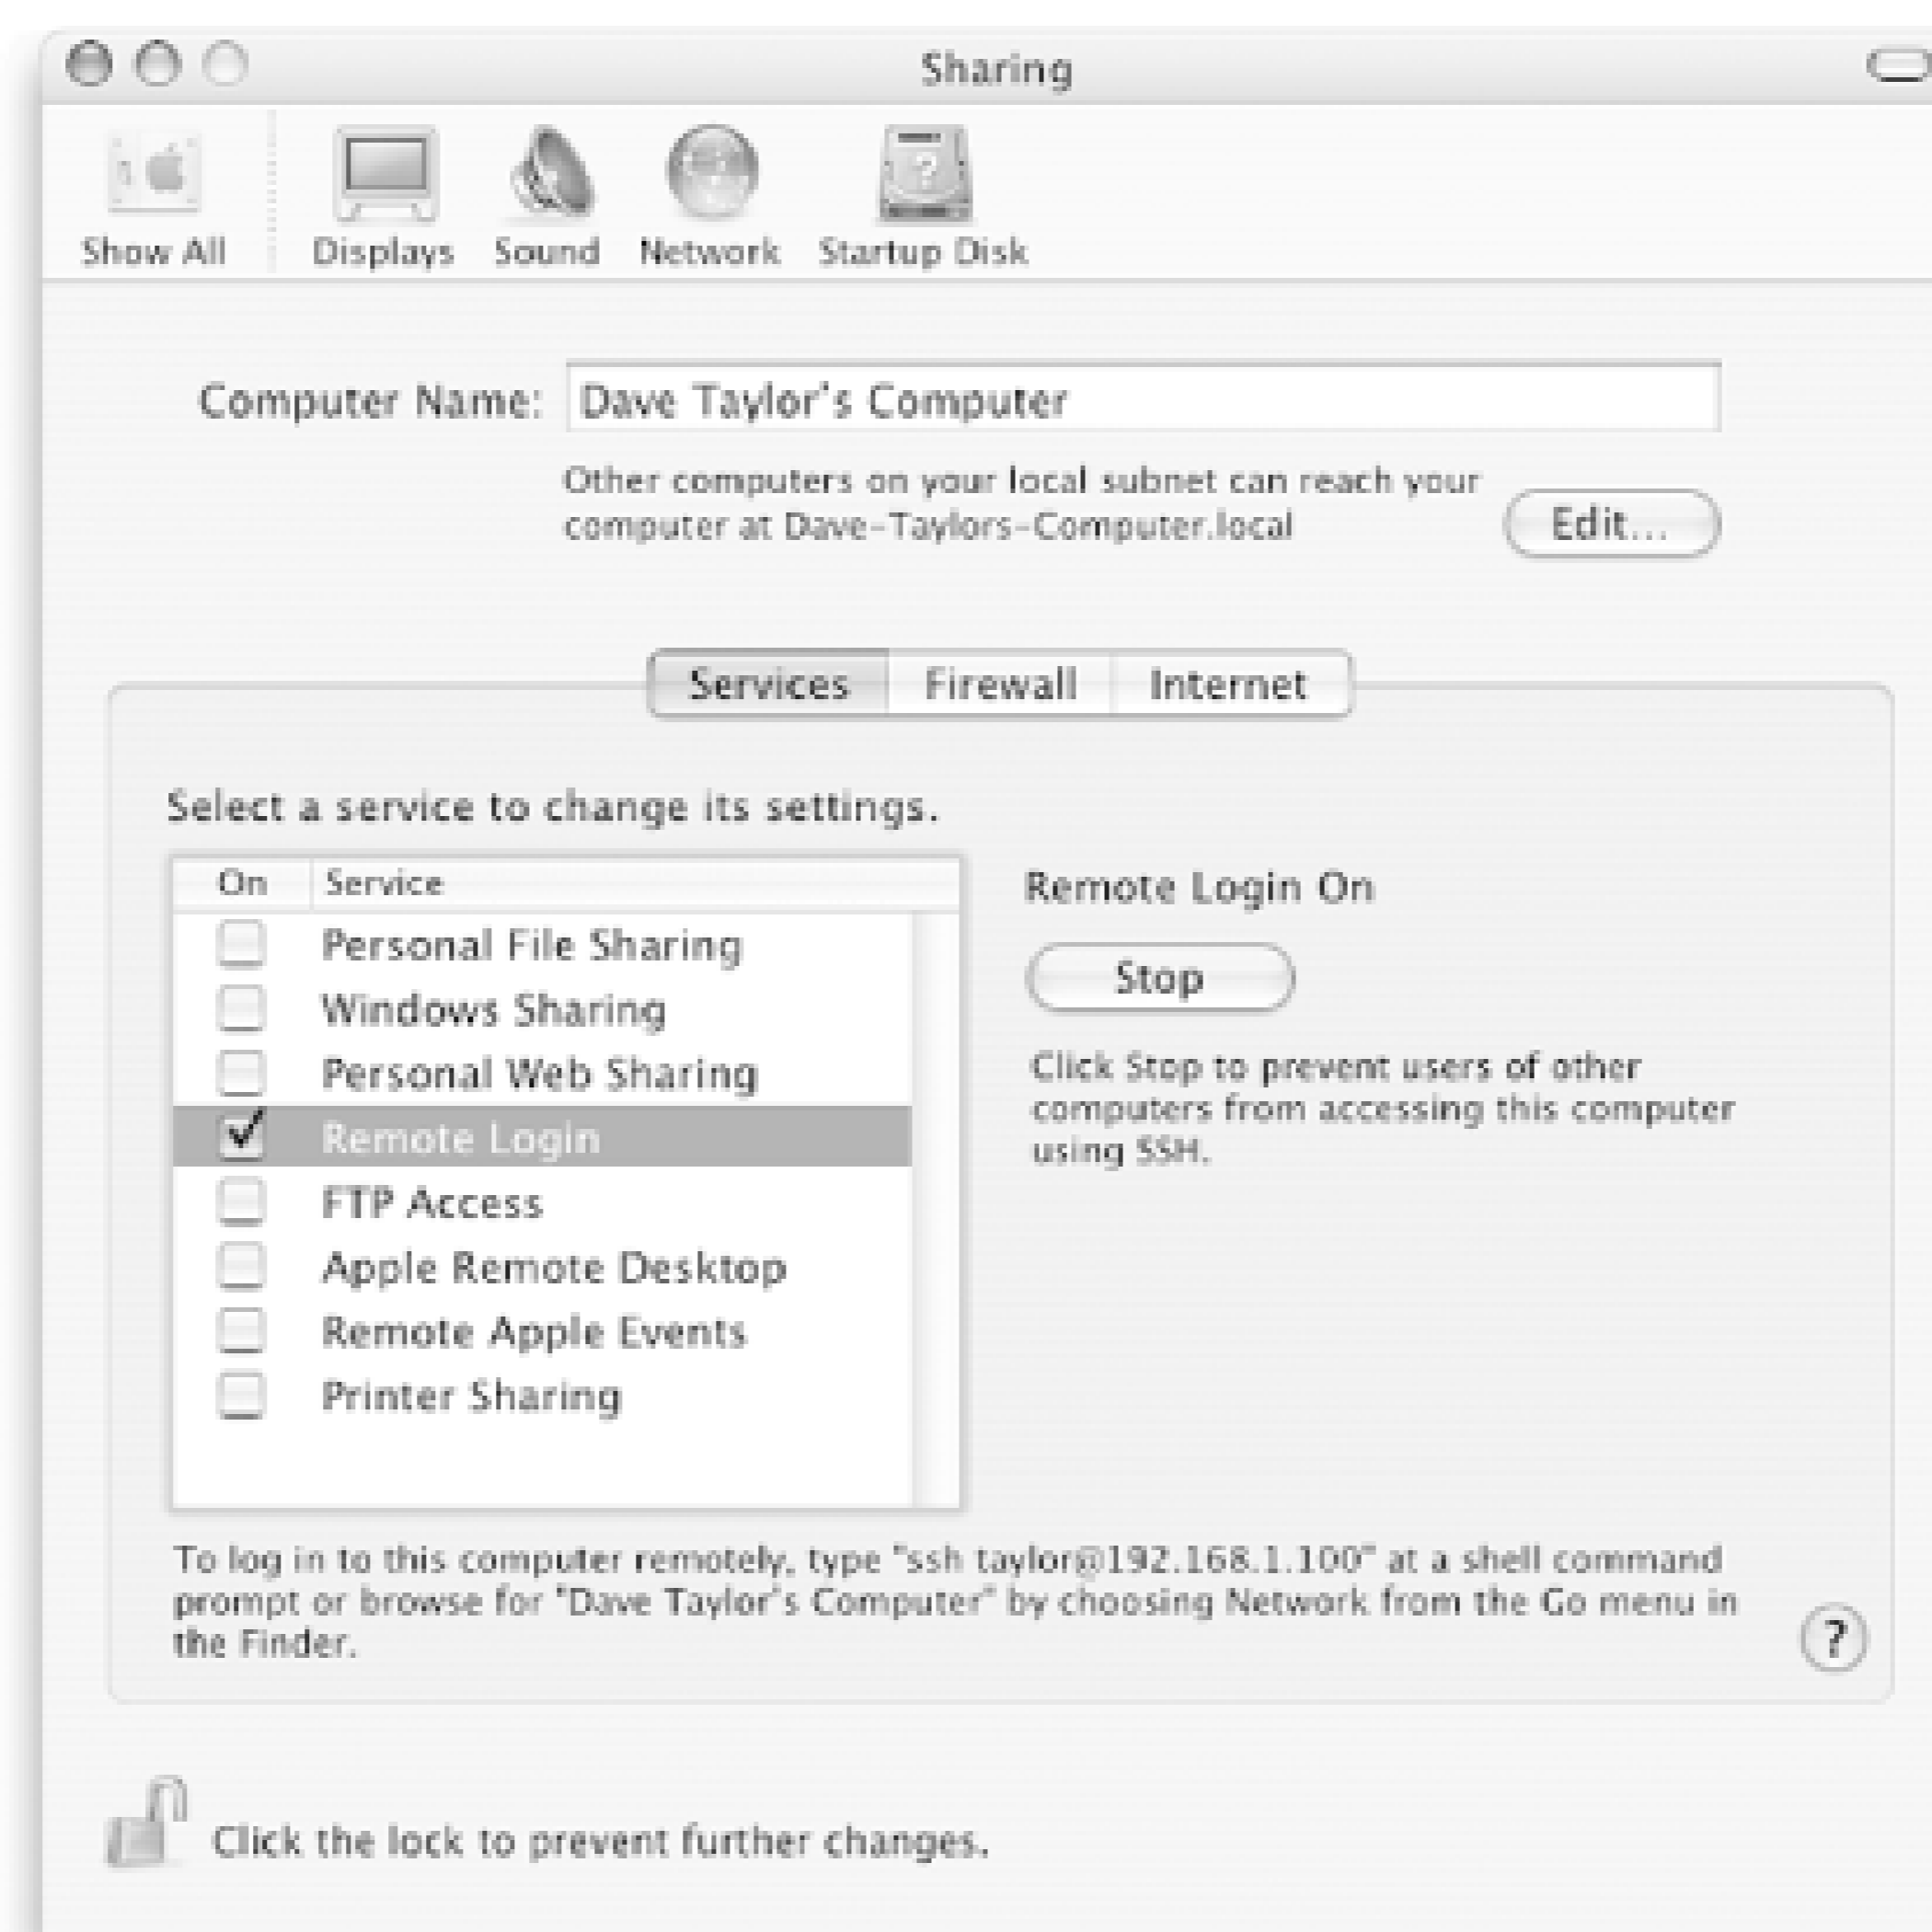 Sharing
Show All
Displays
Sound
Network
Startup Disk
Computer Name: Dave Taylor's Computer
Other computers on your local subnet can reach your
computer at Dave-Taylors-Computer.local
Edit...
Services
Firewall
Internet
Select a service to change its settings.
On Service
Personal File Sharing
Windows Sharing
Personal Web Sharing
Remote Login
FTP Access
Apple Remote Desktop
Remote Apple Events
Printer Sharing
Remote Login On
Stop
Click Stop to prevent users of other
computers from accessing this computer
using SSH.
To log in to this computer remotely, type "ssh taylor@192.168.1.100" at a shell command
prompt or browse for "Dave Taylor's Computer" by choosing Network from the Go menu in
the Finder.
?
Click the lock to prevent further changes.